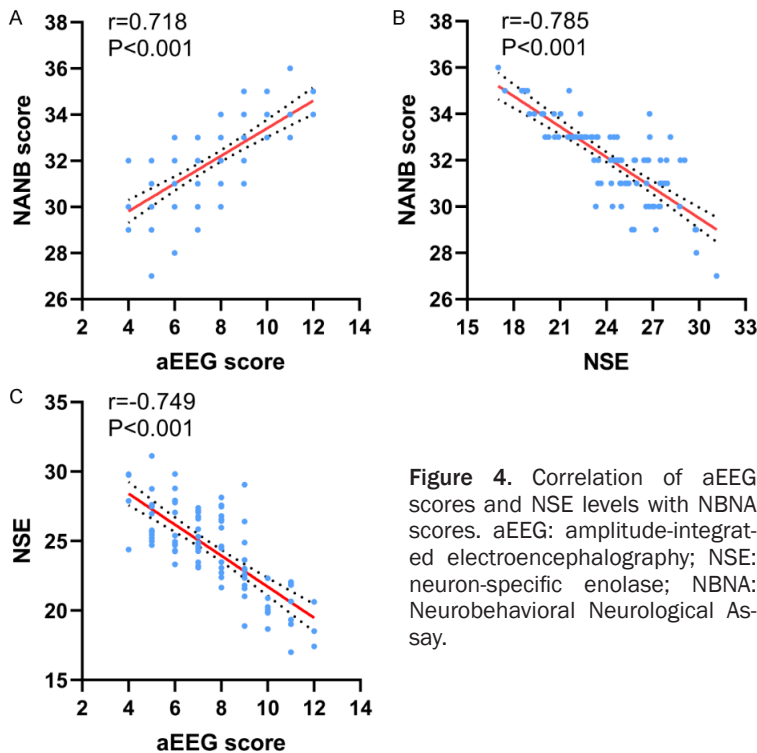 A
r=0.718
P<0.001
NANB score
38
36
34
32
30
28
26
2 4 6 8 10 12 14
aEEG score
B
r=-0.785
P<0.001
NANB score
38
36
34
32
30
28
26
15 18 21 24 27 30 33
NSE
C
r=-0.749
P<0.001
NSE
35
30
25
20
15
2 4 6 8 10 12 14
aEEG score
Figure 4. Correlation of aEEG
scores and NSE levels with NBNA
scores. aEEG: amplitude-integrat-
ed electroencephalography; NSE:
neuron-specific enolase; NBNA:
Neurobehavioral Neurological As-
say.